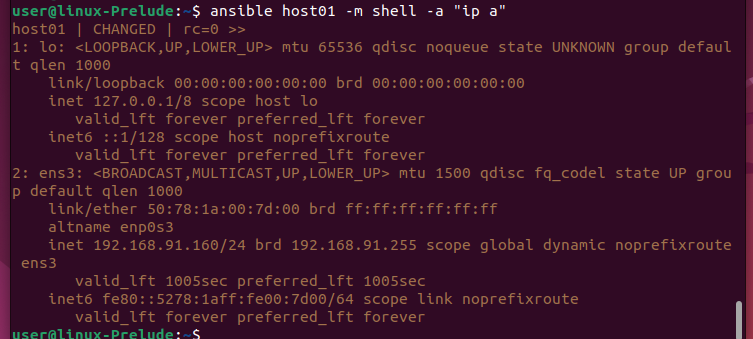 user@linux-Prelude:~$ ansible host01 -m shell -a "ip a"
host01 | CHANGED | rc=0 >>
1: lo: <LOOPBACK,UP,LOWER_UP> mtu 65536 qdisc noqueue state UNKNOWN group defaul
t qlen 1000
    link/loopback 00:00:00:00:00:00 brd 00:00:00:00:00:00
    inet 127.0.0.1/8 scope host lo
       valid_lft forever preferred_lft forever
    inet6 ::1/128 scope host noprefixroute
       valid_lft forever preferred_lft forever
2: ens3: <BROADCAST,MULTICAST,UP,LOWER_UP> mtu 1500 qdisc fq_codel state UP grou
p default qlen 1000
    link/ether 50:78:1a:00:7d:00 brd ff:ff:ff:ff:ff:ff
    altname enp0s3
    inet 192.168.91.160/24 brd 192.168.91.255 scope global dynamic noprefixroute
 ens3
       valid_lft 1005sec preferred_lft 1005sec
    inet6 fe80::5278:1aff:fe00:7d00/64 scope link noprefixroute
       valid_lft forever preferred_lft forever
user@linux-Prelude:~$